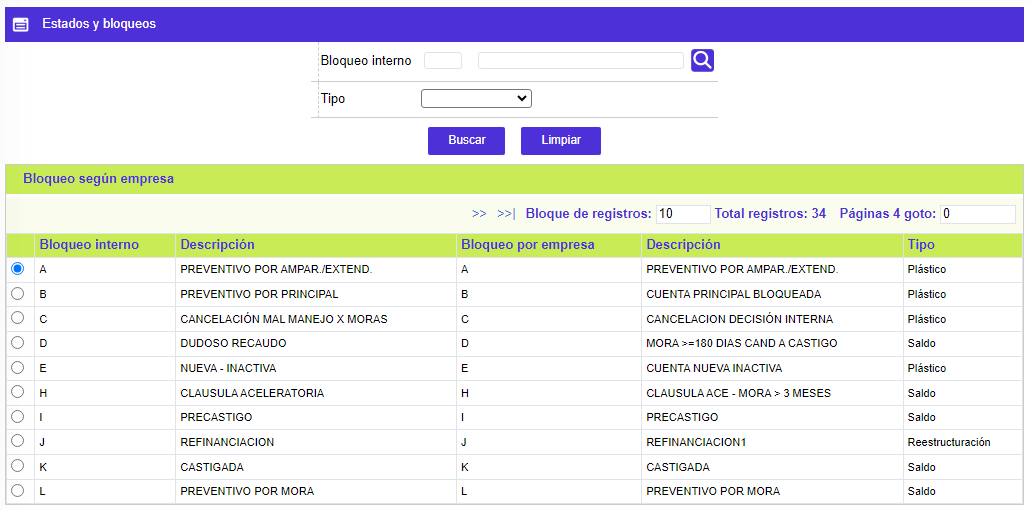 Estados y bloqueos
Bloqueo interno
Tipo
Buscar Limpiar
Bloqueo según empresa
>> >>| Bloque de registros: 10 Total registros: 34 Páginas 4 goto: 0
Bloqueo interno Descripción Bloqueo por empresa Descripción Tipo
A PREVENTIVO POR AMPAR./EXTEND. A PREVENTIVO POR AMPAR./EXTEND. Plástico
B PREVENTIVO POR PRINCIPAL B CUENTA PRINCIPAL BLOQUEADA Plástico
C CANCELACIÓN MAL MANEJO X MORAS C CANCELACION DECISIÓN INTERNA Plástico
D DUDOSO RECAUDO D MORA >=180 DIAS CAND A CASTIGO Saldo
E NUEVA - INACTIVA E CUENTA NUEVA INACTIVA Plástico
H CLAUSULA ACELERATORIA H CLAUSULA ACE - MORA > 3 MESES Saldo
I PRECASTIGO I PRECASTIGO Saldo
J REFINANCIACION J REFINANCIACION1 Reestructuración
K CASTIGADA K CASTIGADA Saldo
L PREVENTIVO POR MORA L PREVENTIVO POR MORA Saldo